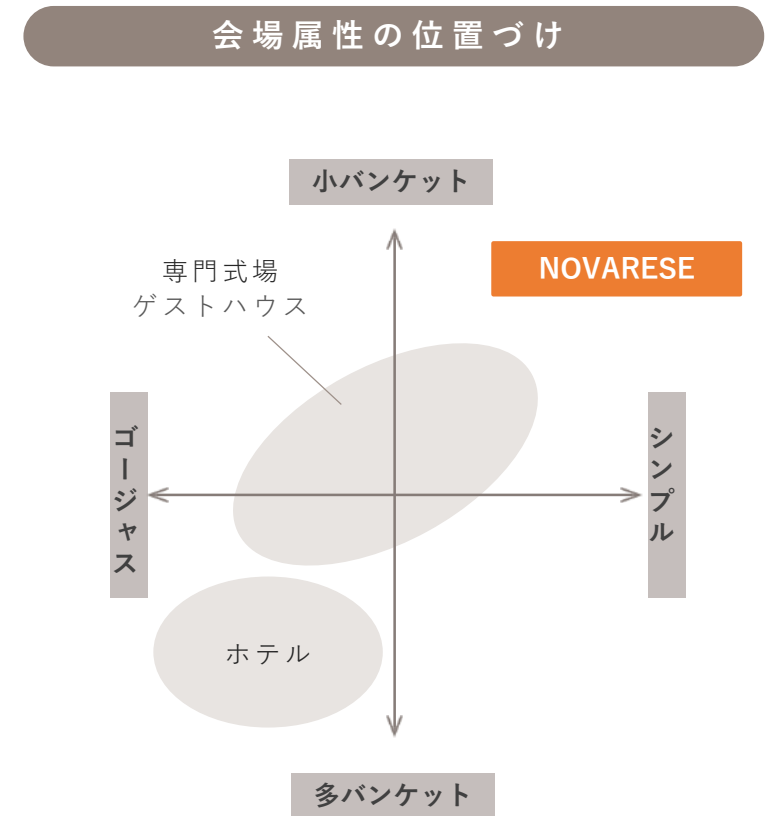 会場属性の位置づけ
小バンケット
NOVARESE
専門式場
ゲストハウス
ゴージャス
シンプル
ホテル
多バンケット